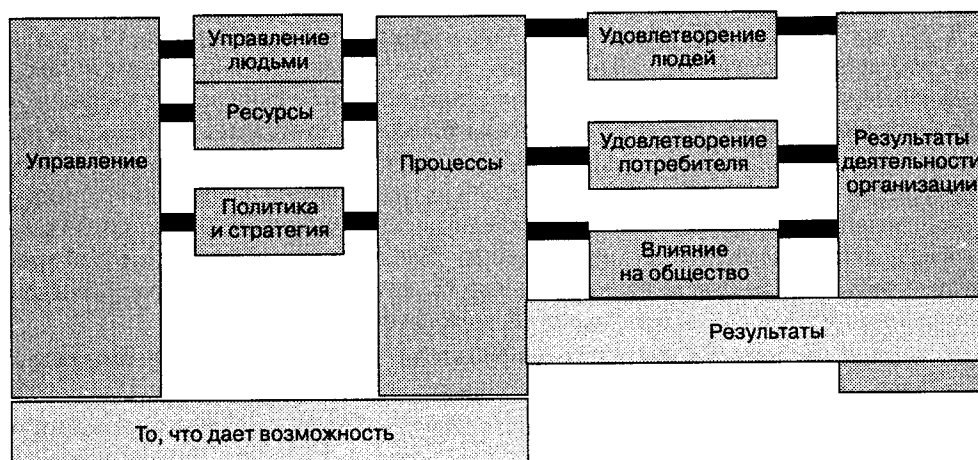 Управление
Управление
людьми
Ресурсы
Политика
и стратегия
Процессы
Удовлетворение
людей
Удовлетворение
потребителя
Влияние
на общество
Результаты
деятельности
организации
Результаты
То, что дает возможность